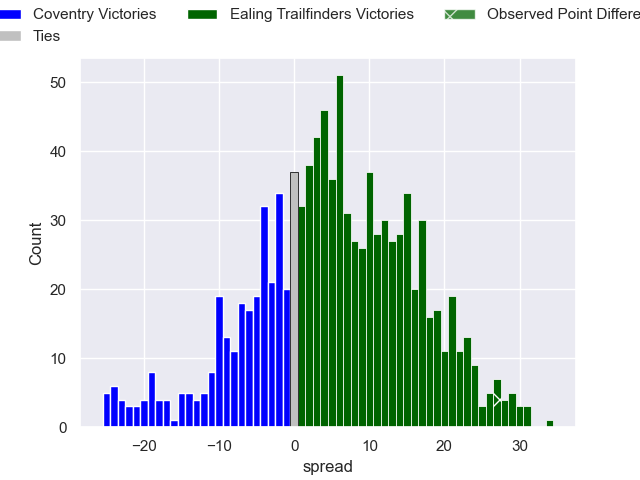 Coventry Victories
Ealing Trailfinders Victories
Observed Point Differe
Ties
50
40
30
20
10
0
Count
−20
−10
0
10
20
30
spread